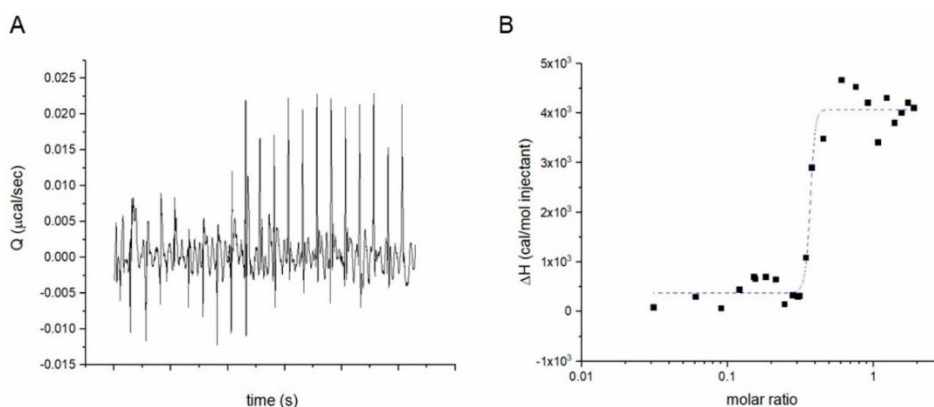 A
Q (µcal/sec)
0.025
0.020
0.015
0.010
0.005
0.000
-0.005
-0.010
-0.015
time (s)
B
ΔH (cal/mol injectant)
5x10³
4x10³
3x10³
2x10³
1x10³
0
-1x10³
0.01
0.1
1
molar ratio